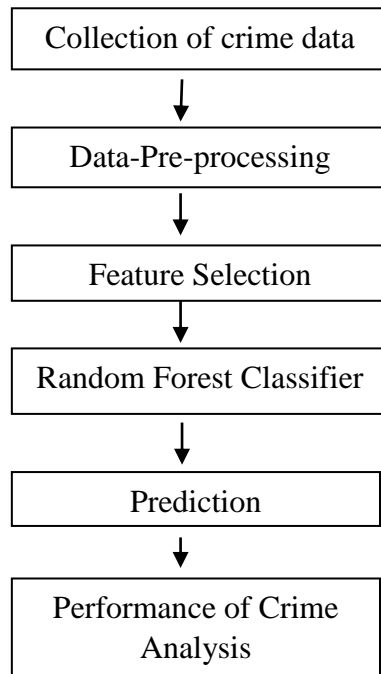 Collection of crime data
Data-Pre-processing
Feature Selection
Random Forest Classifier
Prediction
Performance of Crime
Analysis